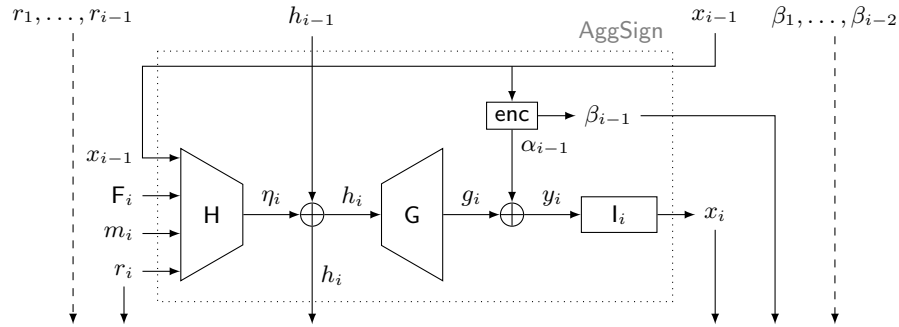 r₁, . . . , rᵢ₋₁ hᵢ₋₁ xᵢ₋₁ β₁, . . . , βᵢ₋₂
AggSign
enc βᵢ₋₁
αᵢ₋₁
xᵢ₋₁
Fᵢ H ηᵢ hᵢ G gᵢ yᵢ Iᵢ xᵢ
mᵢ
rᵢ hᵢ